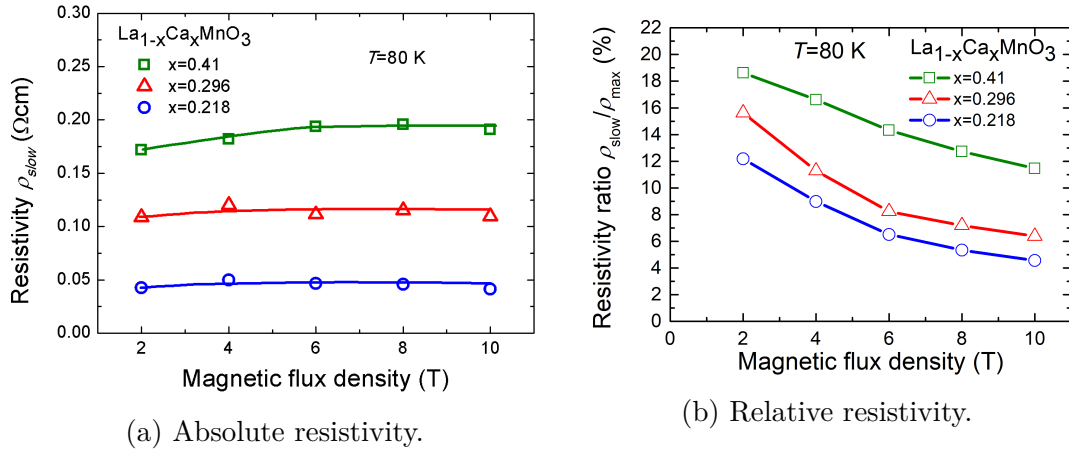 0.30
0.25
0.20
0.15
0.10
0.05
0.00
Resistivity ρslow (Ωcm)
La1-xCaxMnO3
x=0.41
x=0.296
x=0.218
T=80 K
2 4 6 8 10
Magnetic flux density (T)
(a) Absolute resistivity.
22
20
18
16
14
12
10
8
6
4
2
0
Resistivity ratio ρslow/ρmax (%)
T=80 K
La1-xCaxMnO3
x=0.41
x=0.296
x=0.218
0 2 4 6 8 10
Magnetic flux density (T)
(b) Relative resistivity.